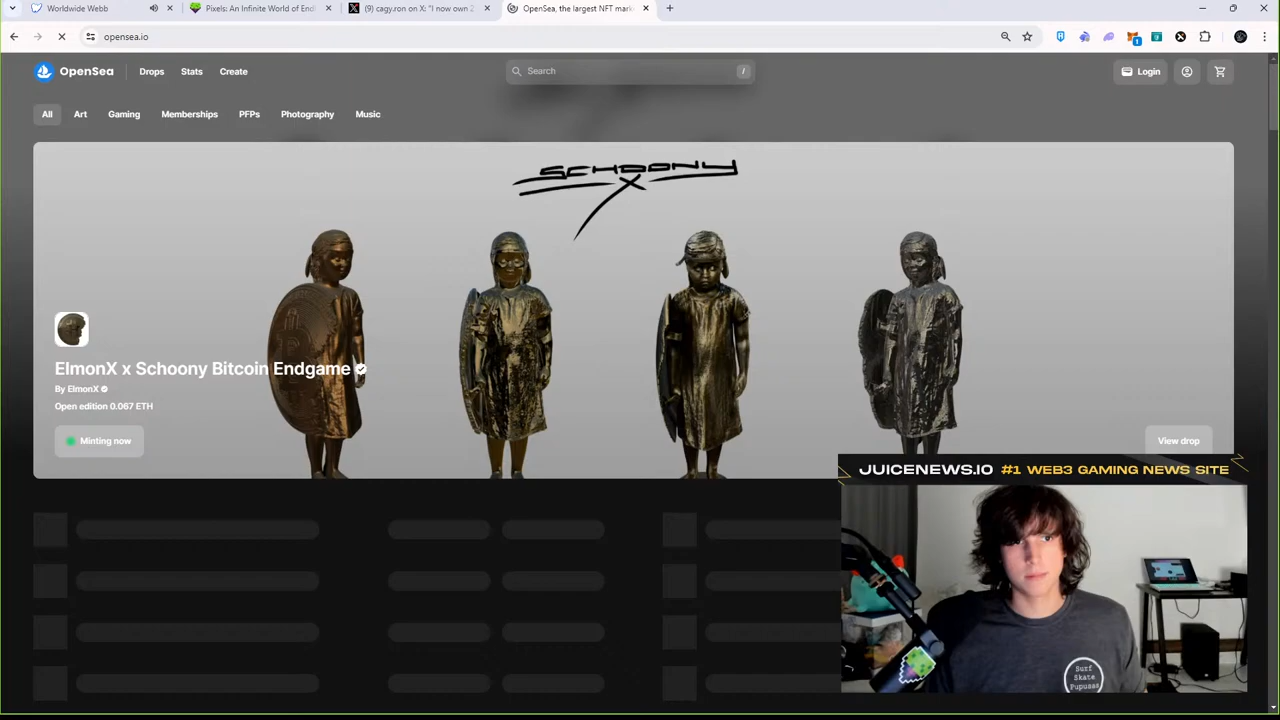 Worldwide Webb
Pixels: An Infinite World of End
(9) cagy.ron on X: "I now own 2
OpenSea, the largest NFT mark
opensea.io
OpenSea
Drops
Stats
Create
Search
/
Login
All
Art
Gaming
Memberships
PFPs
Photography
Music
SCHOONY
X
ElmonX x Schoony Bitcoin Endgame
By ElmonX
Open edition 0.067 ETH
Minting now
View drop
JUICENEWS.IO #1 WEB3 GAMING NEWS SITE
Surf
Skate
Pupusas